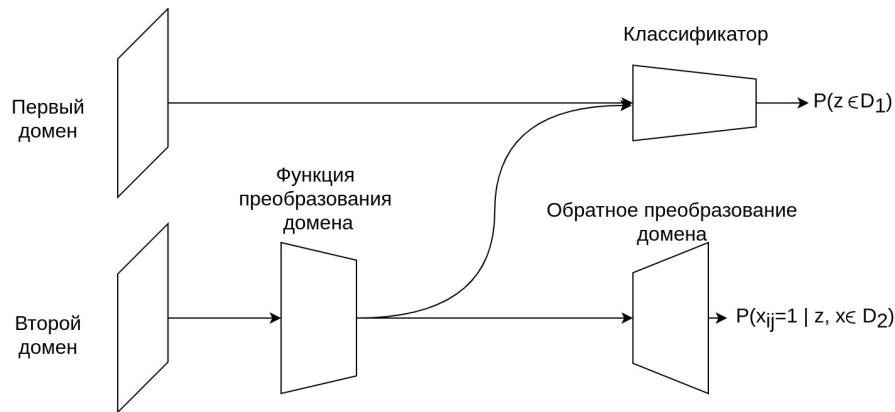 Классификатор
Первый
домен
P(z ∈D1)
Функция
преобразования
домена
Обратное преобразование
домена
Второй
домен
P(xij=1 | z, x∈ D2)